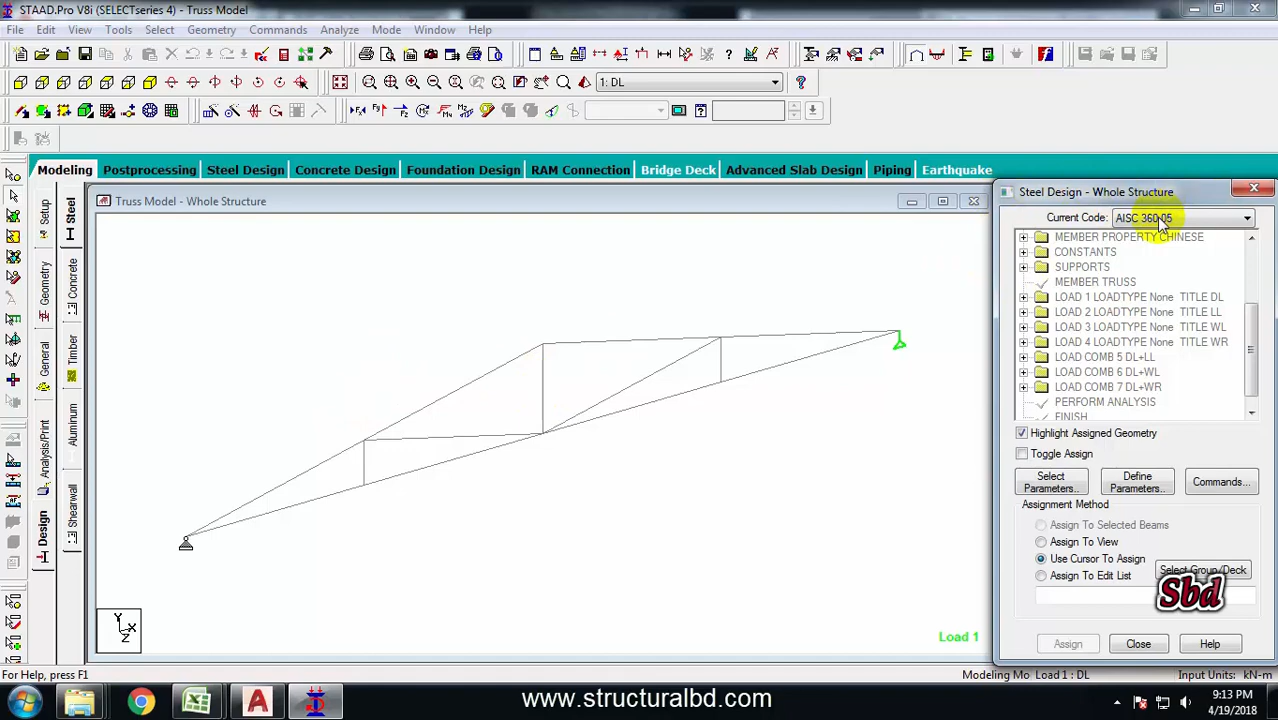 STAAD.Pro V8i (SELECTseries 4) - Truss Model
File Edit View Tools Select Geometry Commands Analyze Mode Window Help
1: DL
Modeling Postprocessing Steel Design Concrete Design Foundation Design RAM Connection Bridge Deck Advanced Slab Design Piping Earthquake
Setup
Geometry
General
Analysis/Print
Design
Steel
Concrete
Timber
Aluminum
Shearwall
Truss Model - Whole Structure
Y
X
Z
Load 1
Steel Design - Whole Structure
Current Code: AISC 360-05
MEMBER PROPERTY CHINESE
CONSTANTS
SUPPORTS
MEMBER TRUSS
LOAD 1 LOADTYPE None TITLE DL
LOAD 2 LOADTYPE None TITLE LL
LOAD 3 LOADTYPE None TITLE WL
LOAD 4 LOADTYPE None TITLE WR
LOAD COMB 5 DL+LL
LOAD COMB 6 DL+WL
LOAD COMB 7 DL+WR
PERFORM ANALYSIS
FINISH
Highlight Assigned Geometry
Toggle Assign
Select Parameters..
Define Parameters..
Commands...
Assignment Method
Assign To Selected Beams
Assign To View
Use Cursor To Assign
Assign To Edit List
Select Group/Deck
Sbd
Assign Close Help
For Help, press F1
Modeling Mo Load 1 : DL Input Units: kN-m
www.structuralbd.com
9:13 PM
4/19/2018